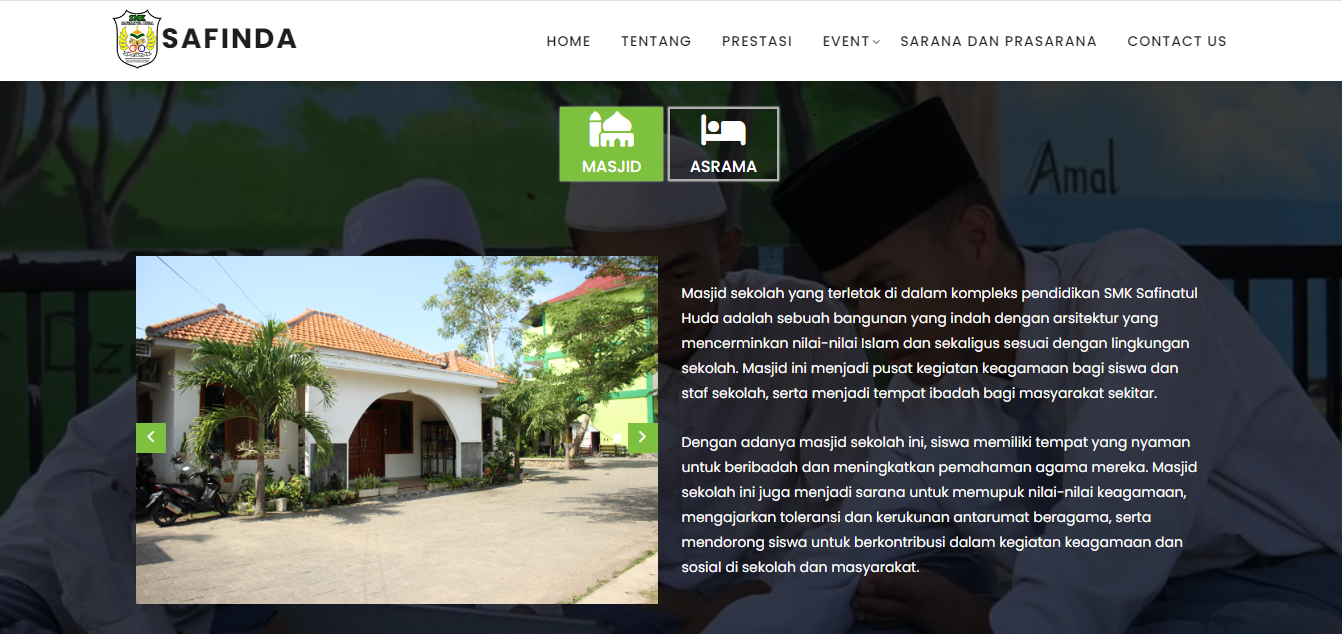 SMK
SAFINDA
HOME
TENTANG
PRESTASI
EVENT
SARANA DAN PRASARANA
CONTACT US
MASJID
ASRAMA
Amal
Masjid sekolah yang terletak di dalam kompleks pendidikan SMK Safinatul
Huda adalah sebuah bangunan yang indah dengan arsitektur yang
mencerminkan nilai-nilai Islam dan sekaligus sesuai dengan lingkungan
sekolah. Masjid ini menjadi pusat kegiatan keagamaan bagi siswa dan
staf sekolah, serta menjadi tempat ibadah bagi masyarakat sekitar.
Dengan adanya masjid sekolah ini, siswa memiliki tempat yang nyaman
untuk beribadah dan meningkatkan pemahaman agama mereka. Masjid
sekolah ini juga menjadi sarana untuk memupuk nilai-nilai keagamaan,
mengajarkan toleransi dan kerukunan antarumat beragama, serta
mendorong siswa untuk berkontribusi dalam kegiatan keagamaan dan
sosial di sekolah dan masyarakat.